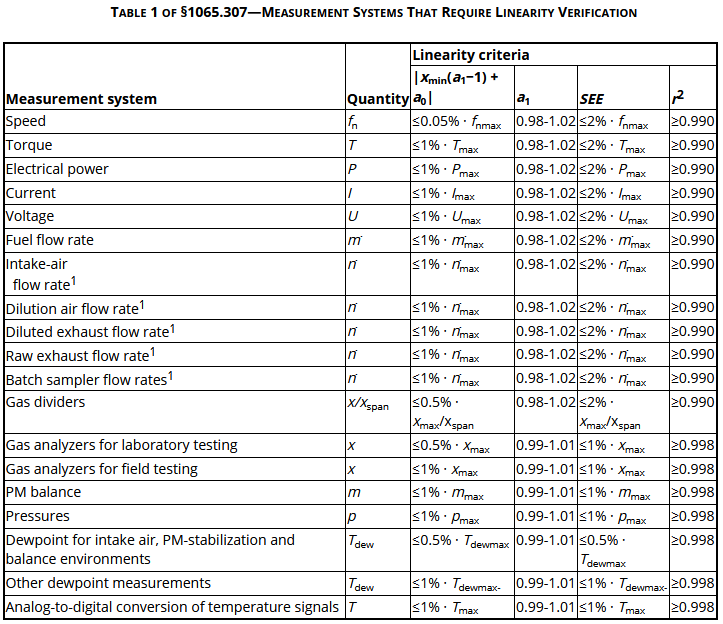 TABLE 1 OF §1065.307—MEASUREMENT SYSTEMS THAT REQUIRE LINEARITY VERIFICATION
Measurement system Quantity Linearity criteria
|xmin(a1−1) + a0| a1 SEE r2
Speed fn ≤0.05% · fnmax 0.98-1.02 ≤2% · fnmax ≥0.990
Torque T ≤1% · Tmax 0.98-1.02 ≤2% · Tmax ≥0.990
Electrical power P ≤1% · Pmax 0.98-1.02 ≤2% · Pmax ≥0.990
Current I ≤1% · Imax 0.98-1.02 ≤2% · Imax ≥0.990
Voltage U ≤1% · Umax 0.98-1.02 ≤2% · Umax ≥0.990
Fuel flow rate ṁ ≤1% · ṁmax 0.98-1.02 ≤2% · ṁmax ≥0.990
Intake-air
flow rate1 ṅ ≤1% · ṅmax 0.98-1.02 ≤2% · ṅmax ≥0.990
Dilution air flow rate1 ṅ ≤1% · ṅmax 0.98-1.02 ≤2% · ṅmax ≥0.990
Diluted exhaust flow rate1 ṅ ≤1% · ṅmax 0.98-1.02 ≤2% · ṅmax ≥0.990
Raw exhaust flow rate1 ṅ ≤1% · ṅmax 0.98-1.02 ≤2% · ṅmax ≥0.990
Batch sampler flow rates1 ṅ ≤1% · ṅmax 0.98-1.02 ≤2% · ṅmax ≥0.990
Gas dividers x/xspan ≤0.5% · xmax/xspan 0.98-1.02 ≤2% · xmax/xspan ≥0.990
Gas analyzers for laboratory testing x ≤0.5% · xmax 0.99-1.01 ≤1% · xmax ≥0.998
Gas analyzers for field testing x ≤1% · xmax 0.99-1.01 ≤1% · xmax ≥0.998
PM balance m ≤1% · mmax 0.99-1.01 ≤1% · mmax ≥0.998
Pressures p ≤1% · pmax 0.99-1.01 ≤1% · pmax ≥0.998
Dewpoint for intake air, PM-stabilization and
balance environments Tdew ≤0.5% · Tdewmax 0.99-1.01 ≤0.5% · Tdewmax ≥0.998
Other dewpoint measurements Tdew ≤1% · Tdewmax- 0.99-1.01 ≤1% · Tdewmax- ≥0.998
Analog-to-digital conversion of temperature signals T ≤1% · Tmax 0.99-1.01 ≤1% · Tmax ≥0.998